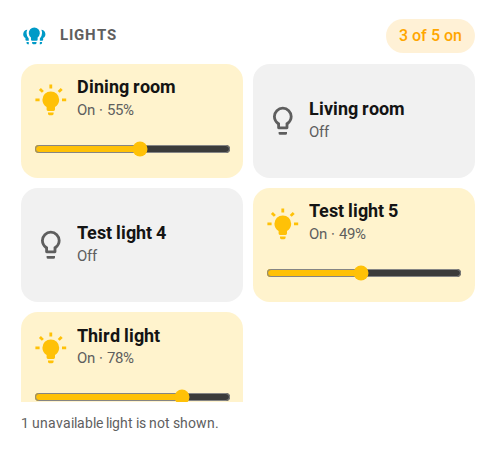 LIGHTS
3 of 5 on
Dining room
On · 55%
Living room
Off
Test light 4
Off
Test light 5
On · 49%
Third light
On · 78%
1 unavailable light is not shown.